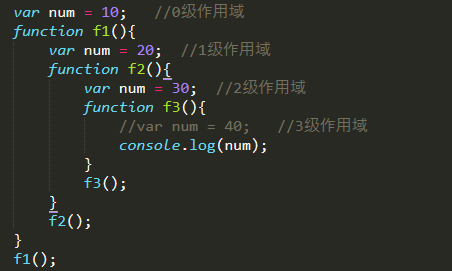 var num = 10;   //0级作用域
function f1(){
    var num = 20;  //1级作用域
    function f2(){
        var num = 30;  //2级作用域
        function f3(){
            //var num = 40;   //3级作用域
            console.log(num);
        }
        f3();
    }
    f2();
}
f1();